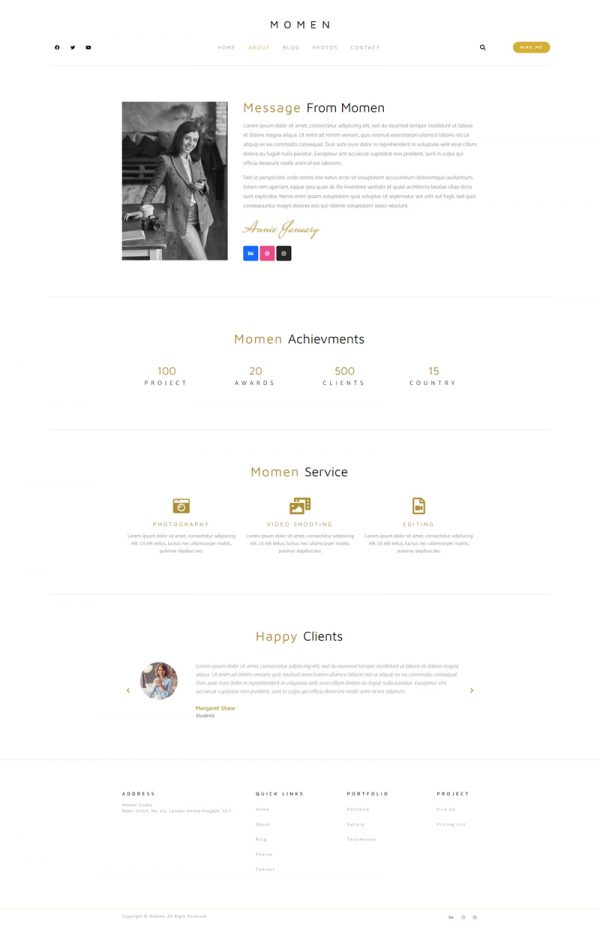 MOMEN
HOME ABOUT BLOG PHOTOS CONTACT
HIRE ME
Message From Momen
Lorem ipsum dolor sit amet, consectetur adipiscing elit, sed do eiusmod tempor incididunt ut labore
et dolore magna aliqua. Ut enim ad minim veniam, quis nostrud exercitation ullamco laboris nisi ut
aliquip ex ea commodo consequat. Duis aute irure dolor in reprehenderit in voluptate velit esse cillum
dolore eu fugiat nulla pariatur. Excepteur sint occaecat cupidatat non proident, sunt in culpa qui
officia deserunt mollit anim id est laborum.
Sed ut perspiciatis unde omnis iste natus error sit voluptatem accusantium doloremque laudantium,
totam rem aperiam, eaque ipsa quae ab illo inventore veritatis et quasi architecto beatae vitae dicta
sunt explicabo. Nemo enim ipsam voluptatem quia voluptas sit aspernatur aut odit aut fugit, sed quia
consequuntur magni dolores eos qui ratione voluptatem sequi nesciunt.
Annie January
Momen Achievments
100 20 500 15
PROJECT AWARDS CLIENTS COUNTRY
Momen Service
PHOTOGRAPHY VIDEO SHOOTING EDITING
Lorem ipsum dolor sit amet, consectetur adipiscing Lorem ipsum dolor sit amet, consectetur adipiscing Lorem ipsum dolor sit amet, consectetur adipiscing
elit. Ut elit tellus, luctus nec ullamcorper mattis, elit. Ut elit tellus, luctus nec ullamcorper mattis, elit. Ut elit tellus, luctus nec ullamcorper mattis,
pulvinar dapibus leo. pulvinar dapibus leo. pulvinar dapibus leo.
Happy Clients
Lorem ipsum dolor sit amet, consectetur adipiscing elit, sed do eiusmod tempor incididunt ut labore et dolore magna
aliqua. Ut enim ad minim veniam, quis nostrud exercitation ullamco laboris nisi ut aliquip ex ea commodo consequat.
Duis aute irure dolor in reprehenderit in voluptate velit esse cillum dolore eu fugiat nulla pariatur. Excepteur sint
occaecat cupidatat non proident, sunt in culpa qui officia deserunt mollit anim id est laborum.
Margaret Shaw
Students
ADDRESS QUICK LINKS PORTFOLIO PROJECT
Momen Studio
Baker Street, No. London United Kingdom
Home Portfolio Hire Us
About Gallery Pricing List
Blog Testimonial
Photos
Contact
Copyright © Momen. All Right Reserved